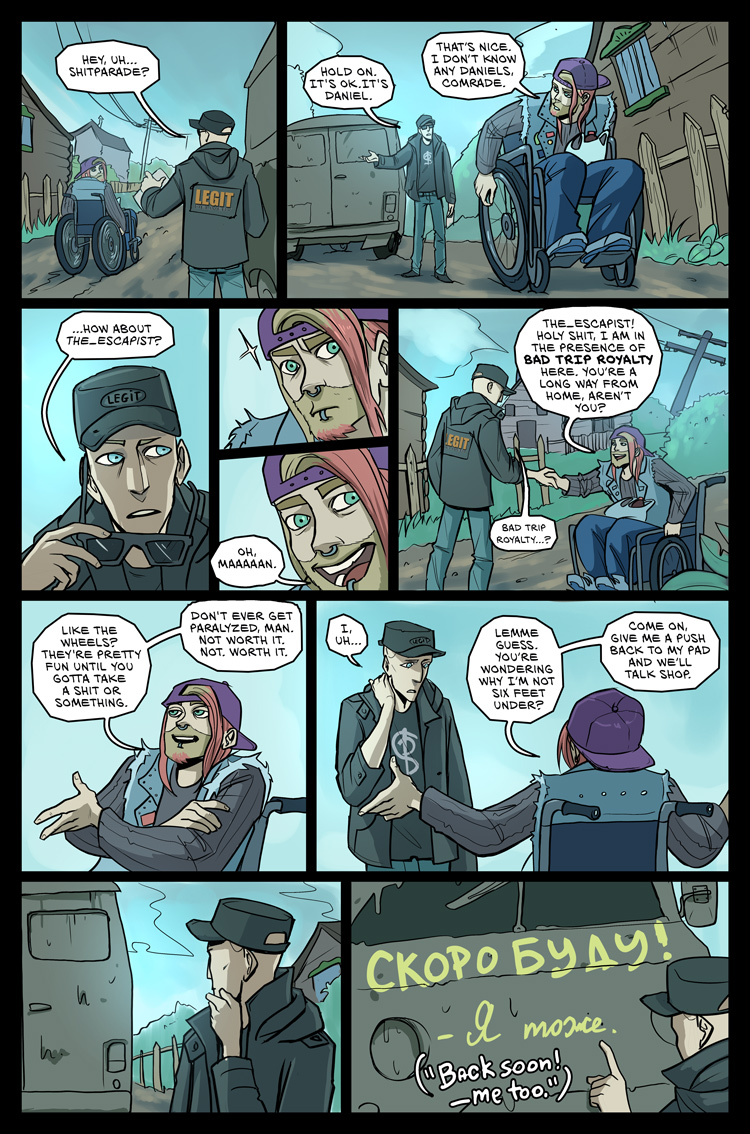 HEY, UH...
SHITPARADE?
LEGIT
HOLD ON.
IT'S OK.IT'S
DANIEL.
THAT'S NICE.
I DON'T KNOW
ANY DANIELS,
COMRADE.
...HOW ABOUT
THE_ESCAPIST?
LEGIT
OH,
MAAAAAN.
THE_ESCAPIST!
HOLY SHIT, I AM IN
THE PRESENCE OF
BAD TRIP ROYALTY
HERE. YOU'RE A
LONG WAY FROM
HOME, AREN'T
YOU?
LEGIT
BAD TRIP
ROYALTY...?
LIKE THE
WHEELS?
THEY'RE PRETTY
FUN UNTIL YOU
GOTTA TAKE
A SHIT OR
SOMETHING.
DON'T EVER GET
PARALYZED, MAN.
NOT WORTH IT.
NOT. WORTH IT.
I,
UH...
LEGIT
LEMME
GUESS.
YOU'RE
WONDERING
WHY I'M NOT
SIX FEET
UNDER?
COME ON,
GIVE ME A PUSH
BACK TO MY PAD
AND WE'LL
TALK SHOP.
СКОРО БУДУ!
- Я тоже.
("Back soon!
-me too.")